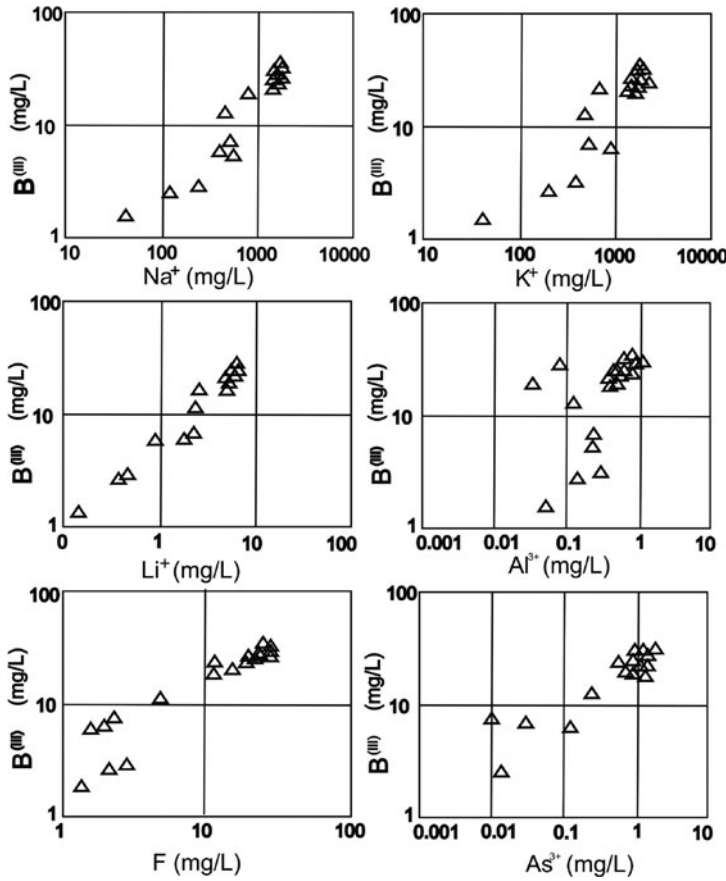 100
10
1
B(III) (mg/L)
10 100 1000 10000
Na+ (mg/L)
100
10
1
B(III) (mg/L)
10 100 1000 10000
K+ (mg/L)
100
10
1
B(III) (mg/L)
0 1 10 100
Li+ (mg/L)
100
10
1
B(III) (mg/L)
0.001 0.01 0.1 1 10
Al3+ (mg/L)
100
10
1
B(III) (mg/L)
1 10 100
F (mg/L)
100
10
1
B(III) (mg/L)
0.001 0.01 0.1 1 10
As3+ (mg/L)